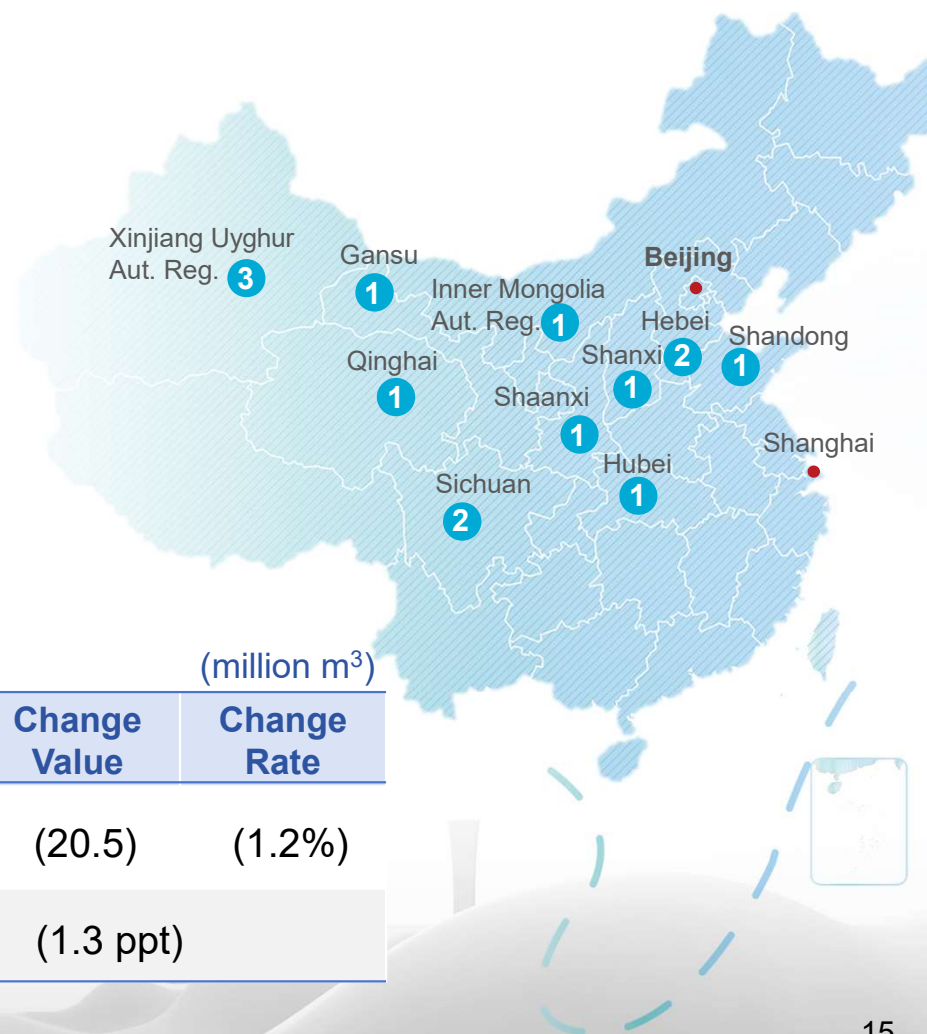 Xinjiang Uyghur
Aut. Reg. 3
Gansu
1
Inner Mongolia
Aut. Reg. 1
Beijing
Hebei
2
Shandong
1
Qinghai
1
Shanxi
1
Shaanxi
1
Shanghai
Hubei
1
Sichuan
2
(million m³)
Change Value
Change Rate
(20.5) (1.2%)
(1.3 ppt)
15